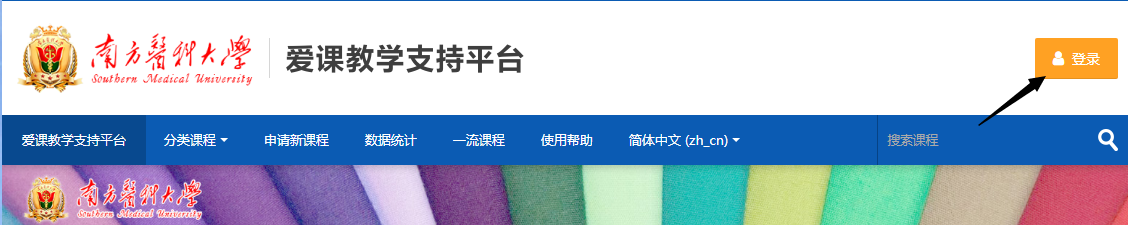 南方醫科大學
Southern Medical University
爱课教学支持平台
登录
爱课教学支持平台 分类课程 申请新课程 数据统计 一流课程 使用帮助 简体中文 (zh_cn) 搜索课程
南方醫科大學
Southern Medical University